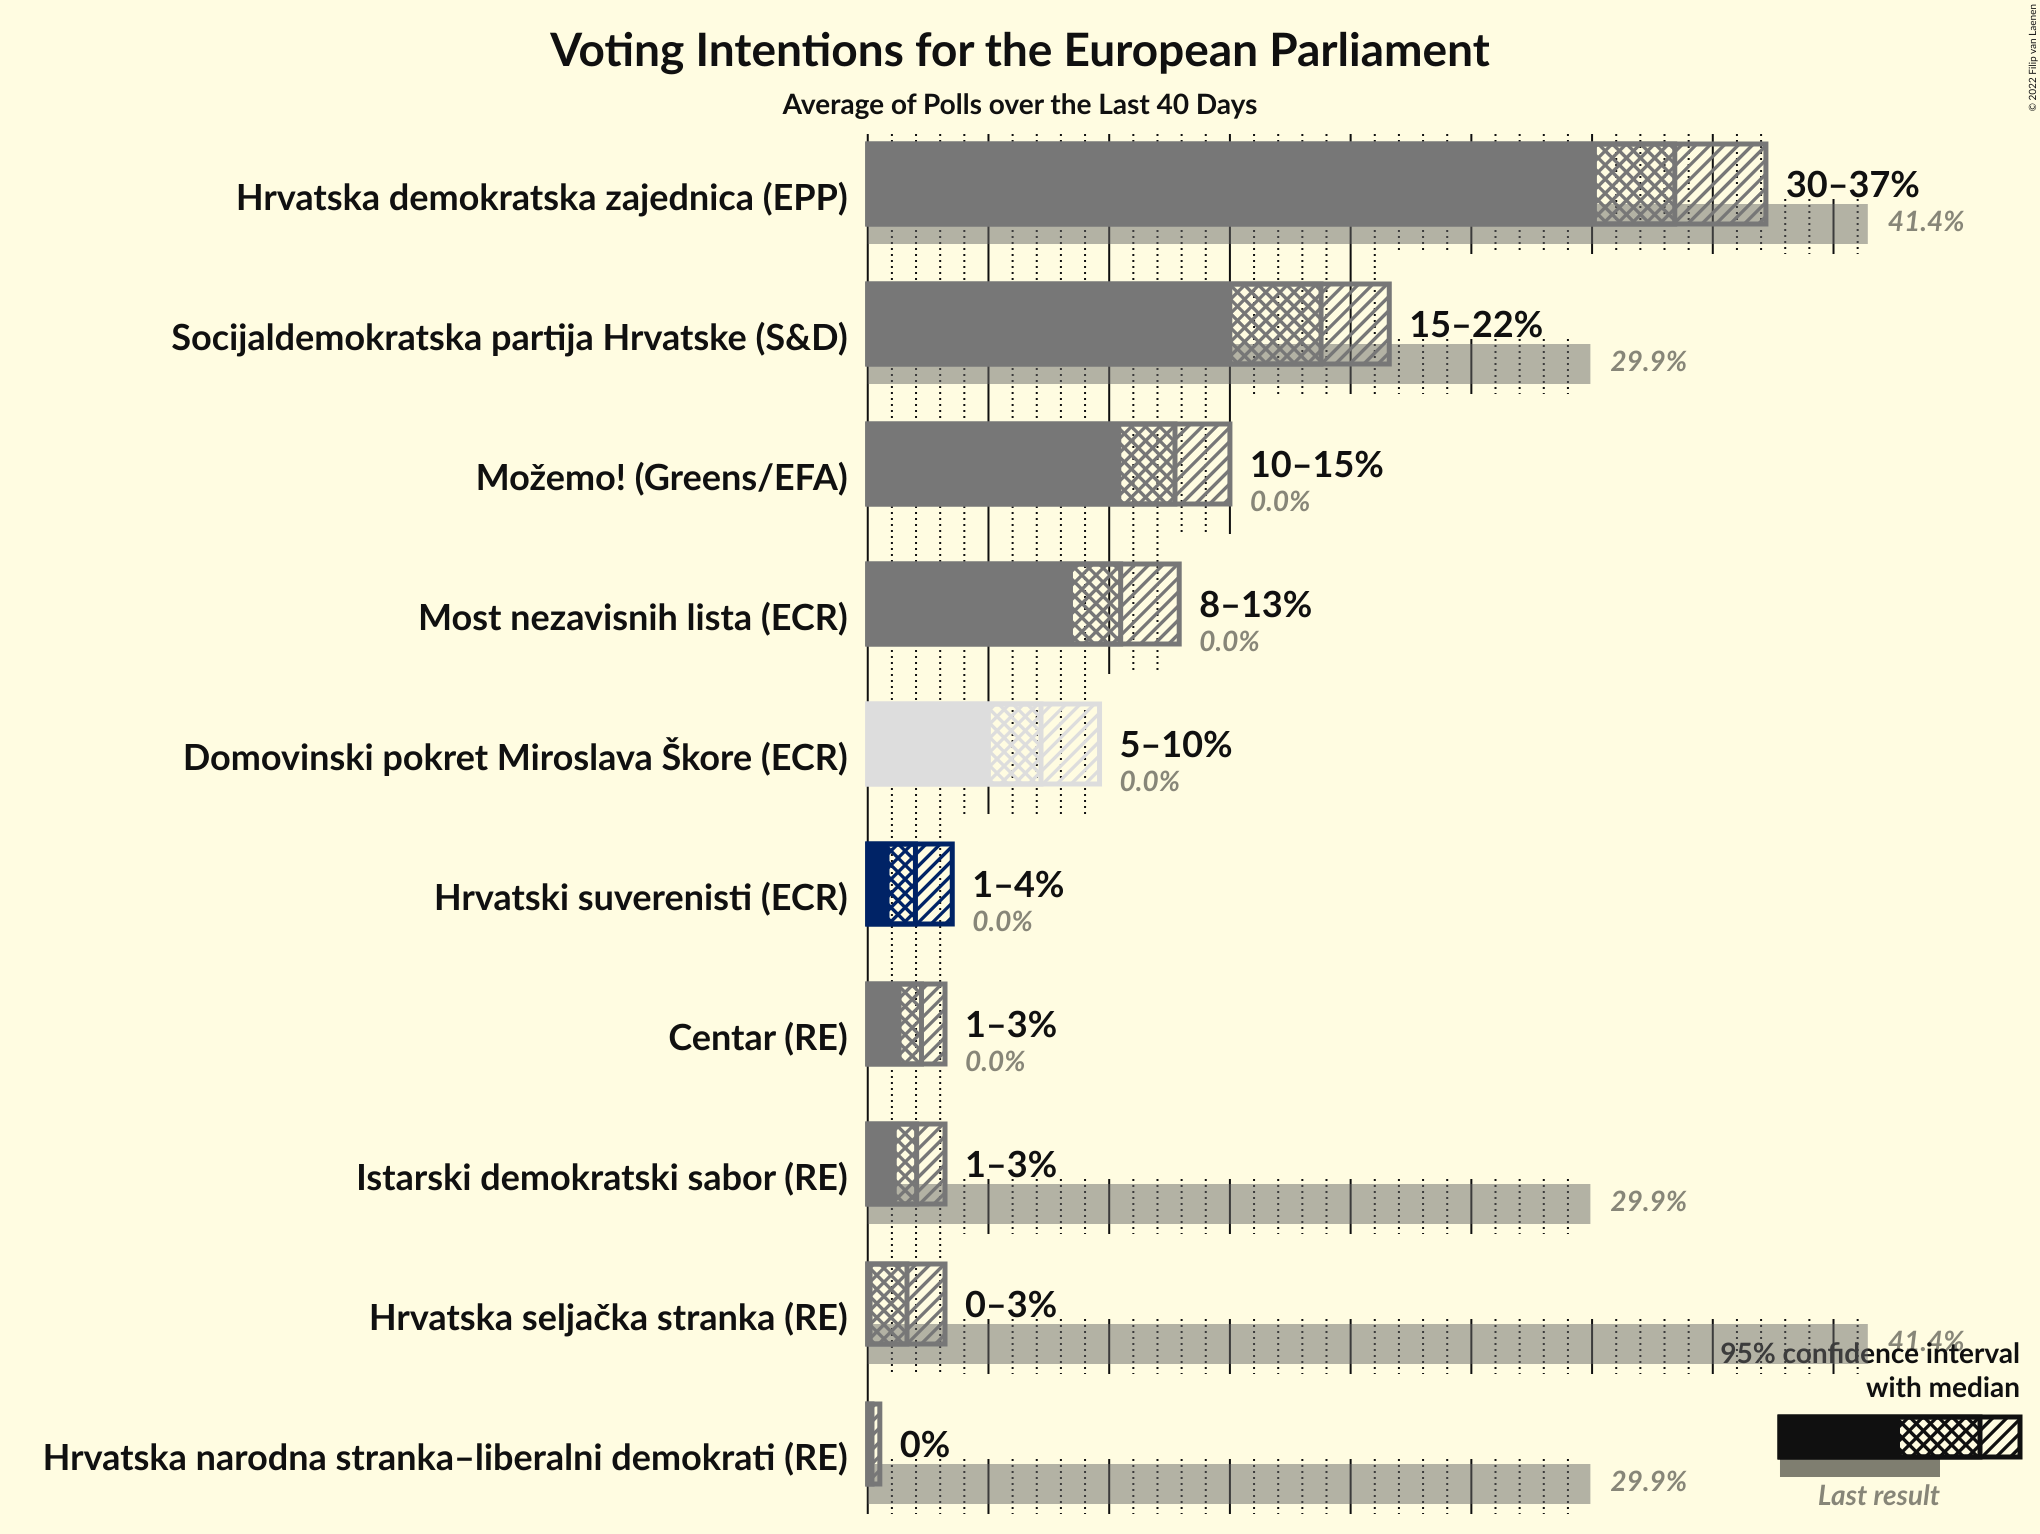 Voting Intentions for the European Parliament
Average of Polls over the Last 40 Days
© 2022 Filip van Laenen
Hrvatska demokratska zajednica (EPP)
30–37%
41.4%
Socijaldemokratska partija Hrvatske (S&D)
15–22%
29.9%
Možemo! (Greens/EFA)
10–15%
0.0%
Most nezavisnih lista (ECR)
8–13%
0.0%
Domovinski pokret Miroslava Škore (ECR)
5–10%
0.0%
Hrvatski suverenisti (ECR)
1–4%
0.0%
Centar (RE)
1–3%
0.0%
Istarski demokratski sabor (RE)
1–3%
29.9%
Hrvatska seljačka stranka (RE)
0–3%
41.4%
Hrvatska narodna stranka–liberalni demokrati (RE)
0%
29.9%
95% confidence interval
with median
Last result